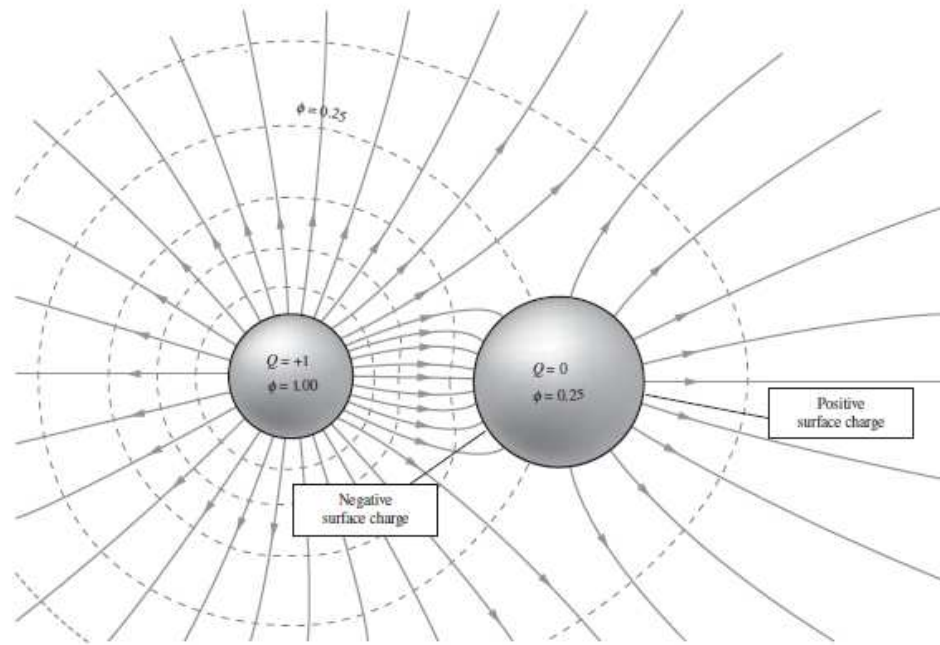 ϕ = 0.25
Q = +1
ϕ = 1.00
Q = 0
ϕ = 0.25
Positive
surface charge
Negative
surface charge